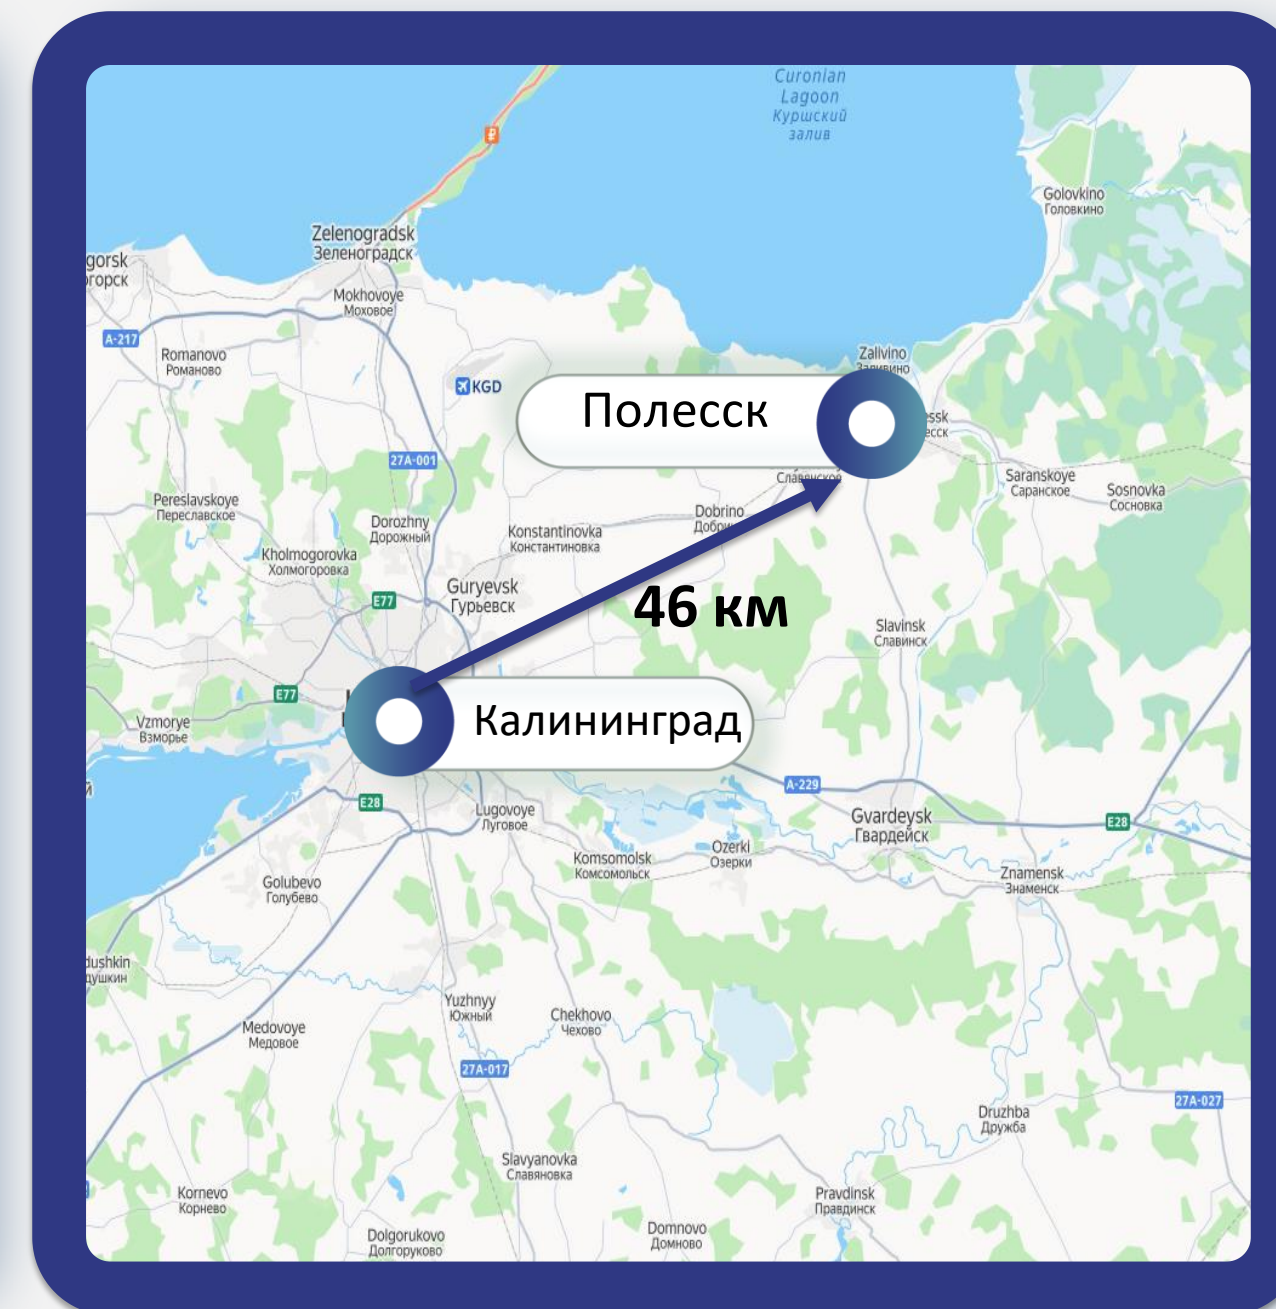 Curonian
Lagoon
Куршский
залив
₽
Golovkino
Головкино
Zelenogradsk
Зеленоградск
gorsk
горск
Mokhovoye
Моховое
A-217
Romanovo
Романово
KGD
Zalivino
Заливино
Полесск
ssk
есск
27A-001
Славянское
Saranskoye
Саранское
Sosnovka
Сосновка
Pereslavskoye
Переславское
Dorozhny
Дорожный
Konstantinovka
Константиновка
Dobrino
Kholmogorovka
Холмогоровка
Guryevsk
Гурьевск
E77
46 км
Slavinsk
Славинск
E77
Калининград
Vzmorye
Взморье
й
A-229
E28
Lugovoye
Луговое
Gvardeysk
Гвардейск
E28
Komsomolsk
Комсомольск
Ozerki
Озерки
Golubevo
Голубево
Znamensk
Знаменск
dushkin
душкин
Yuzhnyy
Южный
Chekhovo
Чехово
Medovoye
Медовое
27A-017
27A-027
Druzhba
Дружба
Slavyanovka
Славяновка
Kornevo
Корнево
Pravdinsk
Правдинск
Dolgorukovo
Долгоруково
Domnovo
Домново